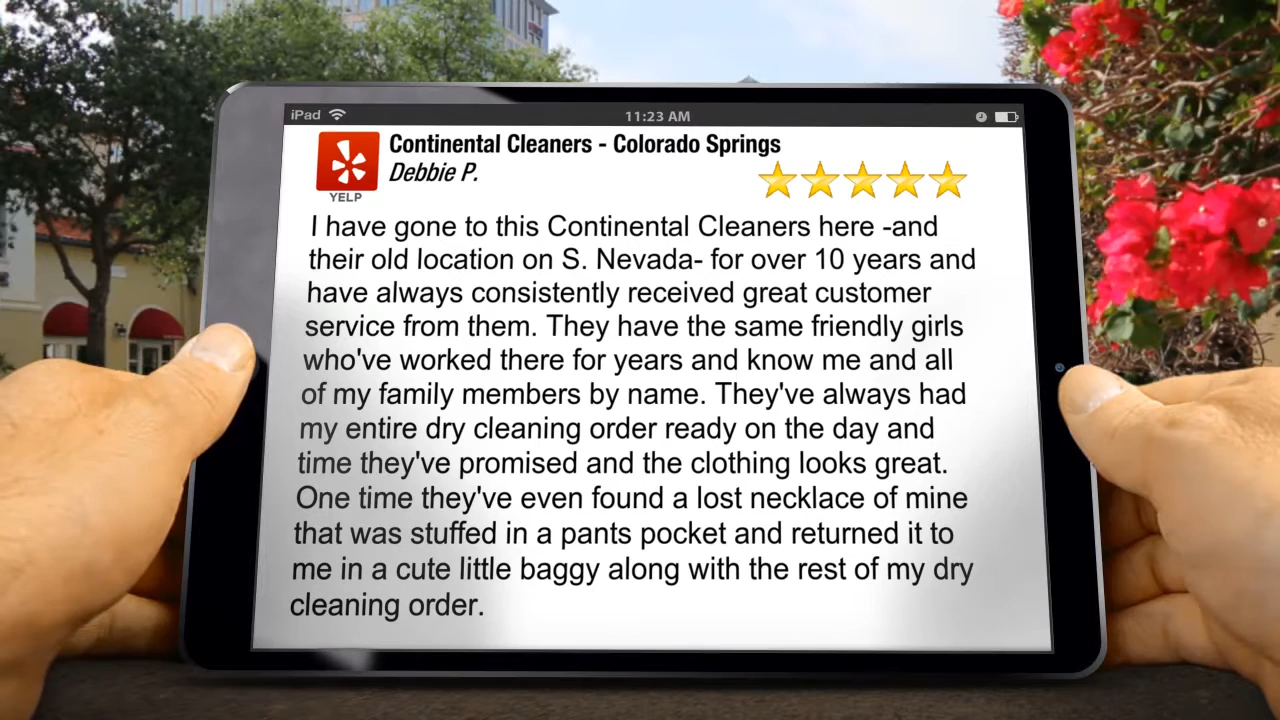 iPad 11:23 AM
Continental Cleaners - Colorado Springs
Debbie P.
YELP
I have gone to this Continental Cleaners here -and
their old location on S. Nevada- for over 10 years and
have always consistently received great customer
service from them. They have the same friendly girls
who've worked there for years and know me and all
of my family members by name. They've always had
my entire dry cleaning order ready on the day and
time they've promised and the clothing looks great.
One time they've even found a lost necklace of mine
that was stuffed in a pants pocket and returned it to
me in a cute little baggy along with the rest of my dry
cleaning order.